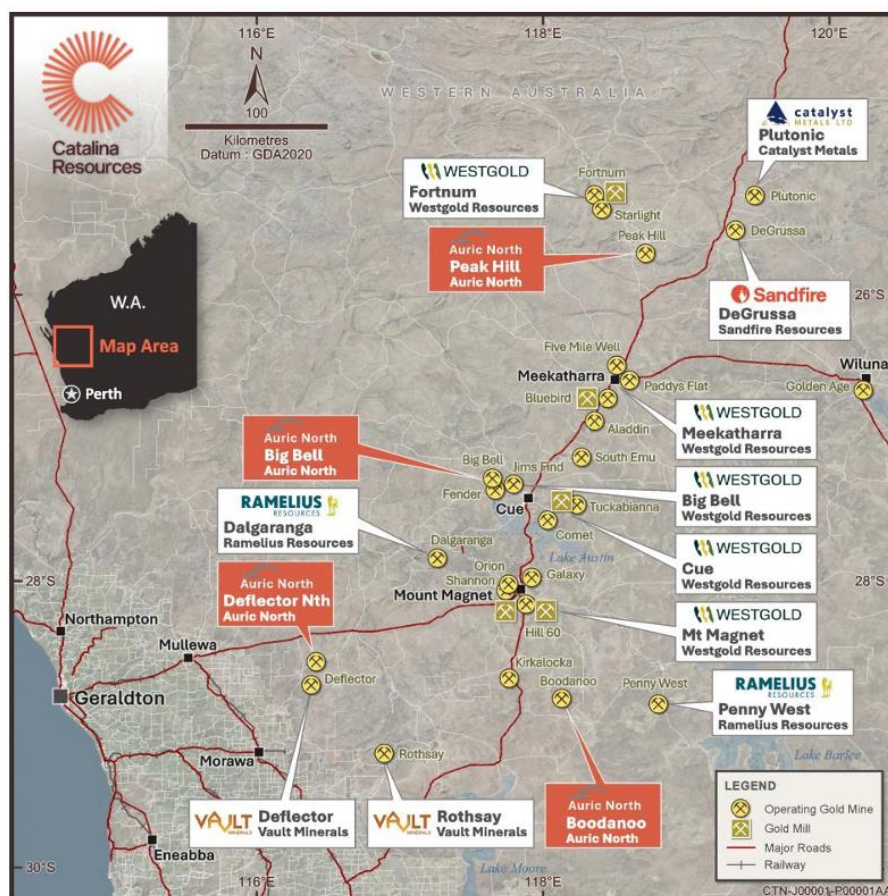 116°E
118°E
120°E
N
100
Kilometres
Datum : GDA2020
Catalina
Resources
WESTERN AUSTRALIA
catalyst
METALS LTD
Plutonic
Catalyst Metals
WESTGOLD
Fortnum
Westgold Resources
Fortnum
Starlight
Plutonic
DeGrussa
Peak Hill
Auric North
Peak Hill
Auric North
Sandfire
DeGrussa
Sandfire Resources
26°S
W.A.
Map Area
Perth
Five Mile Well
Meekatharra
Paddys Flat
Wiluna
Golden Age
Bluebird
Aladdin
WESTGOLD
Meekatharra
Westgold Resources
Auric North
Big Bell
Auric North
Big Bell
Jims Find
South Emu
Fender
Cue
Tuckabianna
Comet
WESTGOLD
Big Bell
Westgold Resources
RAMELIUS
RESOURCES
Dalgaranga
Ramelius Resources
Dalgaranga
Lake Austin
WESTGOLD
Cue
Westgold Resources
28°S
28°S
Orion
Shannon
Galaxy
Mount Magnet
Hill 60
Auric North
Deflector Nth
Auric North
WESTGOLD
Mt Magnet
Westgold Resources
Northampton
Mullewa
Geraldton
Deflector
Kirkalocka
Boodanoo
Penny West
RAMELIUS
RESOURCES
Penny West
Ramelius Resources
Morawa
Rothsay
Lake Barlee
VAULT
MINERALS
Deflector
Vault Minerals
VAULT
MINERALS
Rothsay
Vault Minerals
Auric North
Boodanoo
Auric North
LEGEND
Operating Gold Mine
Gold Mill
Major Roads
Railway
Eneabba
Lake Moore
30°S
116°E
118°E
CTN-J00001-P00001AA